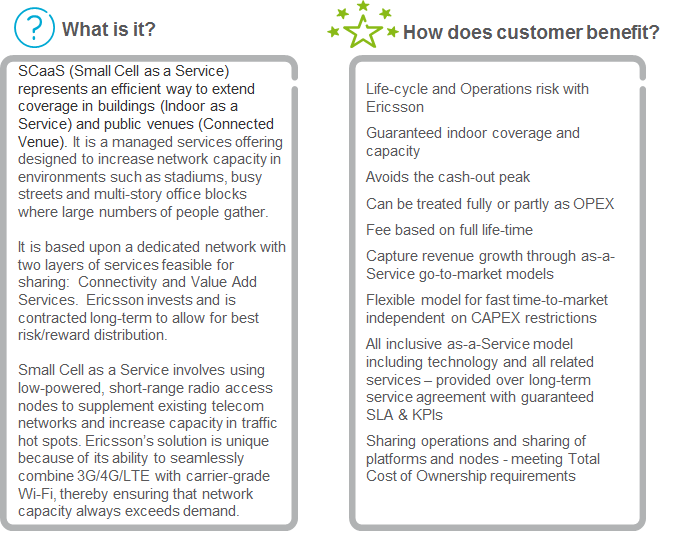 What is it?
SCaaS (Small Cell as a Service)
represents an efficient way to extend
coverage in buildings (Indoor as a
Service) and public venues (Connected
Venue). It is a managed services offering
designed to increase network capacity in
environments such as stadiums, busy
streets and multi-story office blocks
where large numbers of people gather.
It is based upon a dedicated network with
two layers of services feasible for
sharing: Connectivity and Value Add
Services. Ericsson invests and is
contracted long-term to allow for best
risk/reward distribution.
Small Cell as a Service involves using
low-powered, short-range radio access
nodes to supplement existing telecom
networks and increase capacity in traffic
hot spots. Ericsson's solution is unique
because of its ability to seamlessly
combine 3G/4G/LTE with carrier-grade
Wi-Fi, thereby ensuring that network
capacity always exceeds demand.
How does customer benefit?
Life-cycle and Operations risk with
Ericsson
Guaranteed indoor coverage and
capacity
Avoids the cash-out peak
Can be treated fully or partly as OPEX
Fee based on full life-time
Capture revenue growth through as-a-
Service go-to-market models
Flexible model for fast time-to-market
independent on CAPEX restrictions
All inclusive as-a-Service model
including technology and all related
services – provided over long-term
service agreement with guaranteed
SLA & KPIs
Sharing operations and sharing of
platforms and nodes - meeting Total
Cost of Ownership requirements